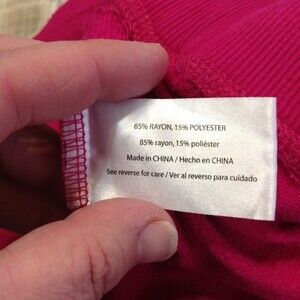 85% RAYON, 15% POLYESTER
85% rayon, 15% poliéster
Made in CHINA / Hecho en CHINA
See reverse for care / Ver al reverso para cuidado